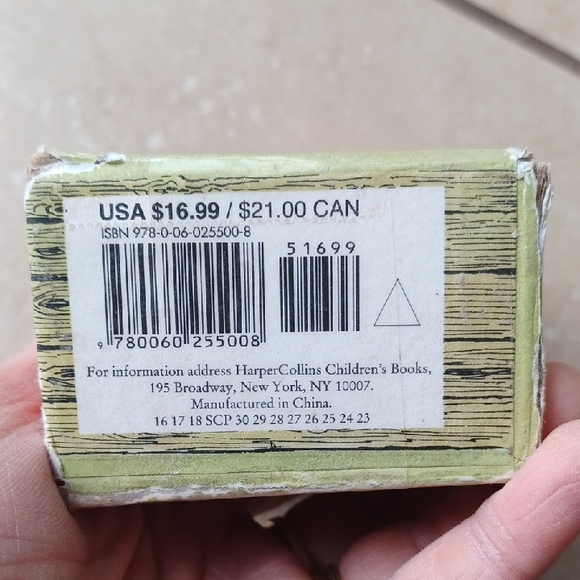 USA $16.99 / $21.00 CAN
ISBN 978-0-06-025500-8
51699
9 780060 255008
For information address HarperCollins Children's Books,
195 Broadway, New York, NY 10007.
Manufactured in China.
16 17 18 SCP 30 29 28 27 26 25 24 23